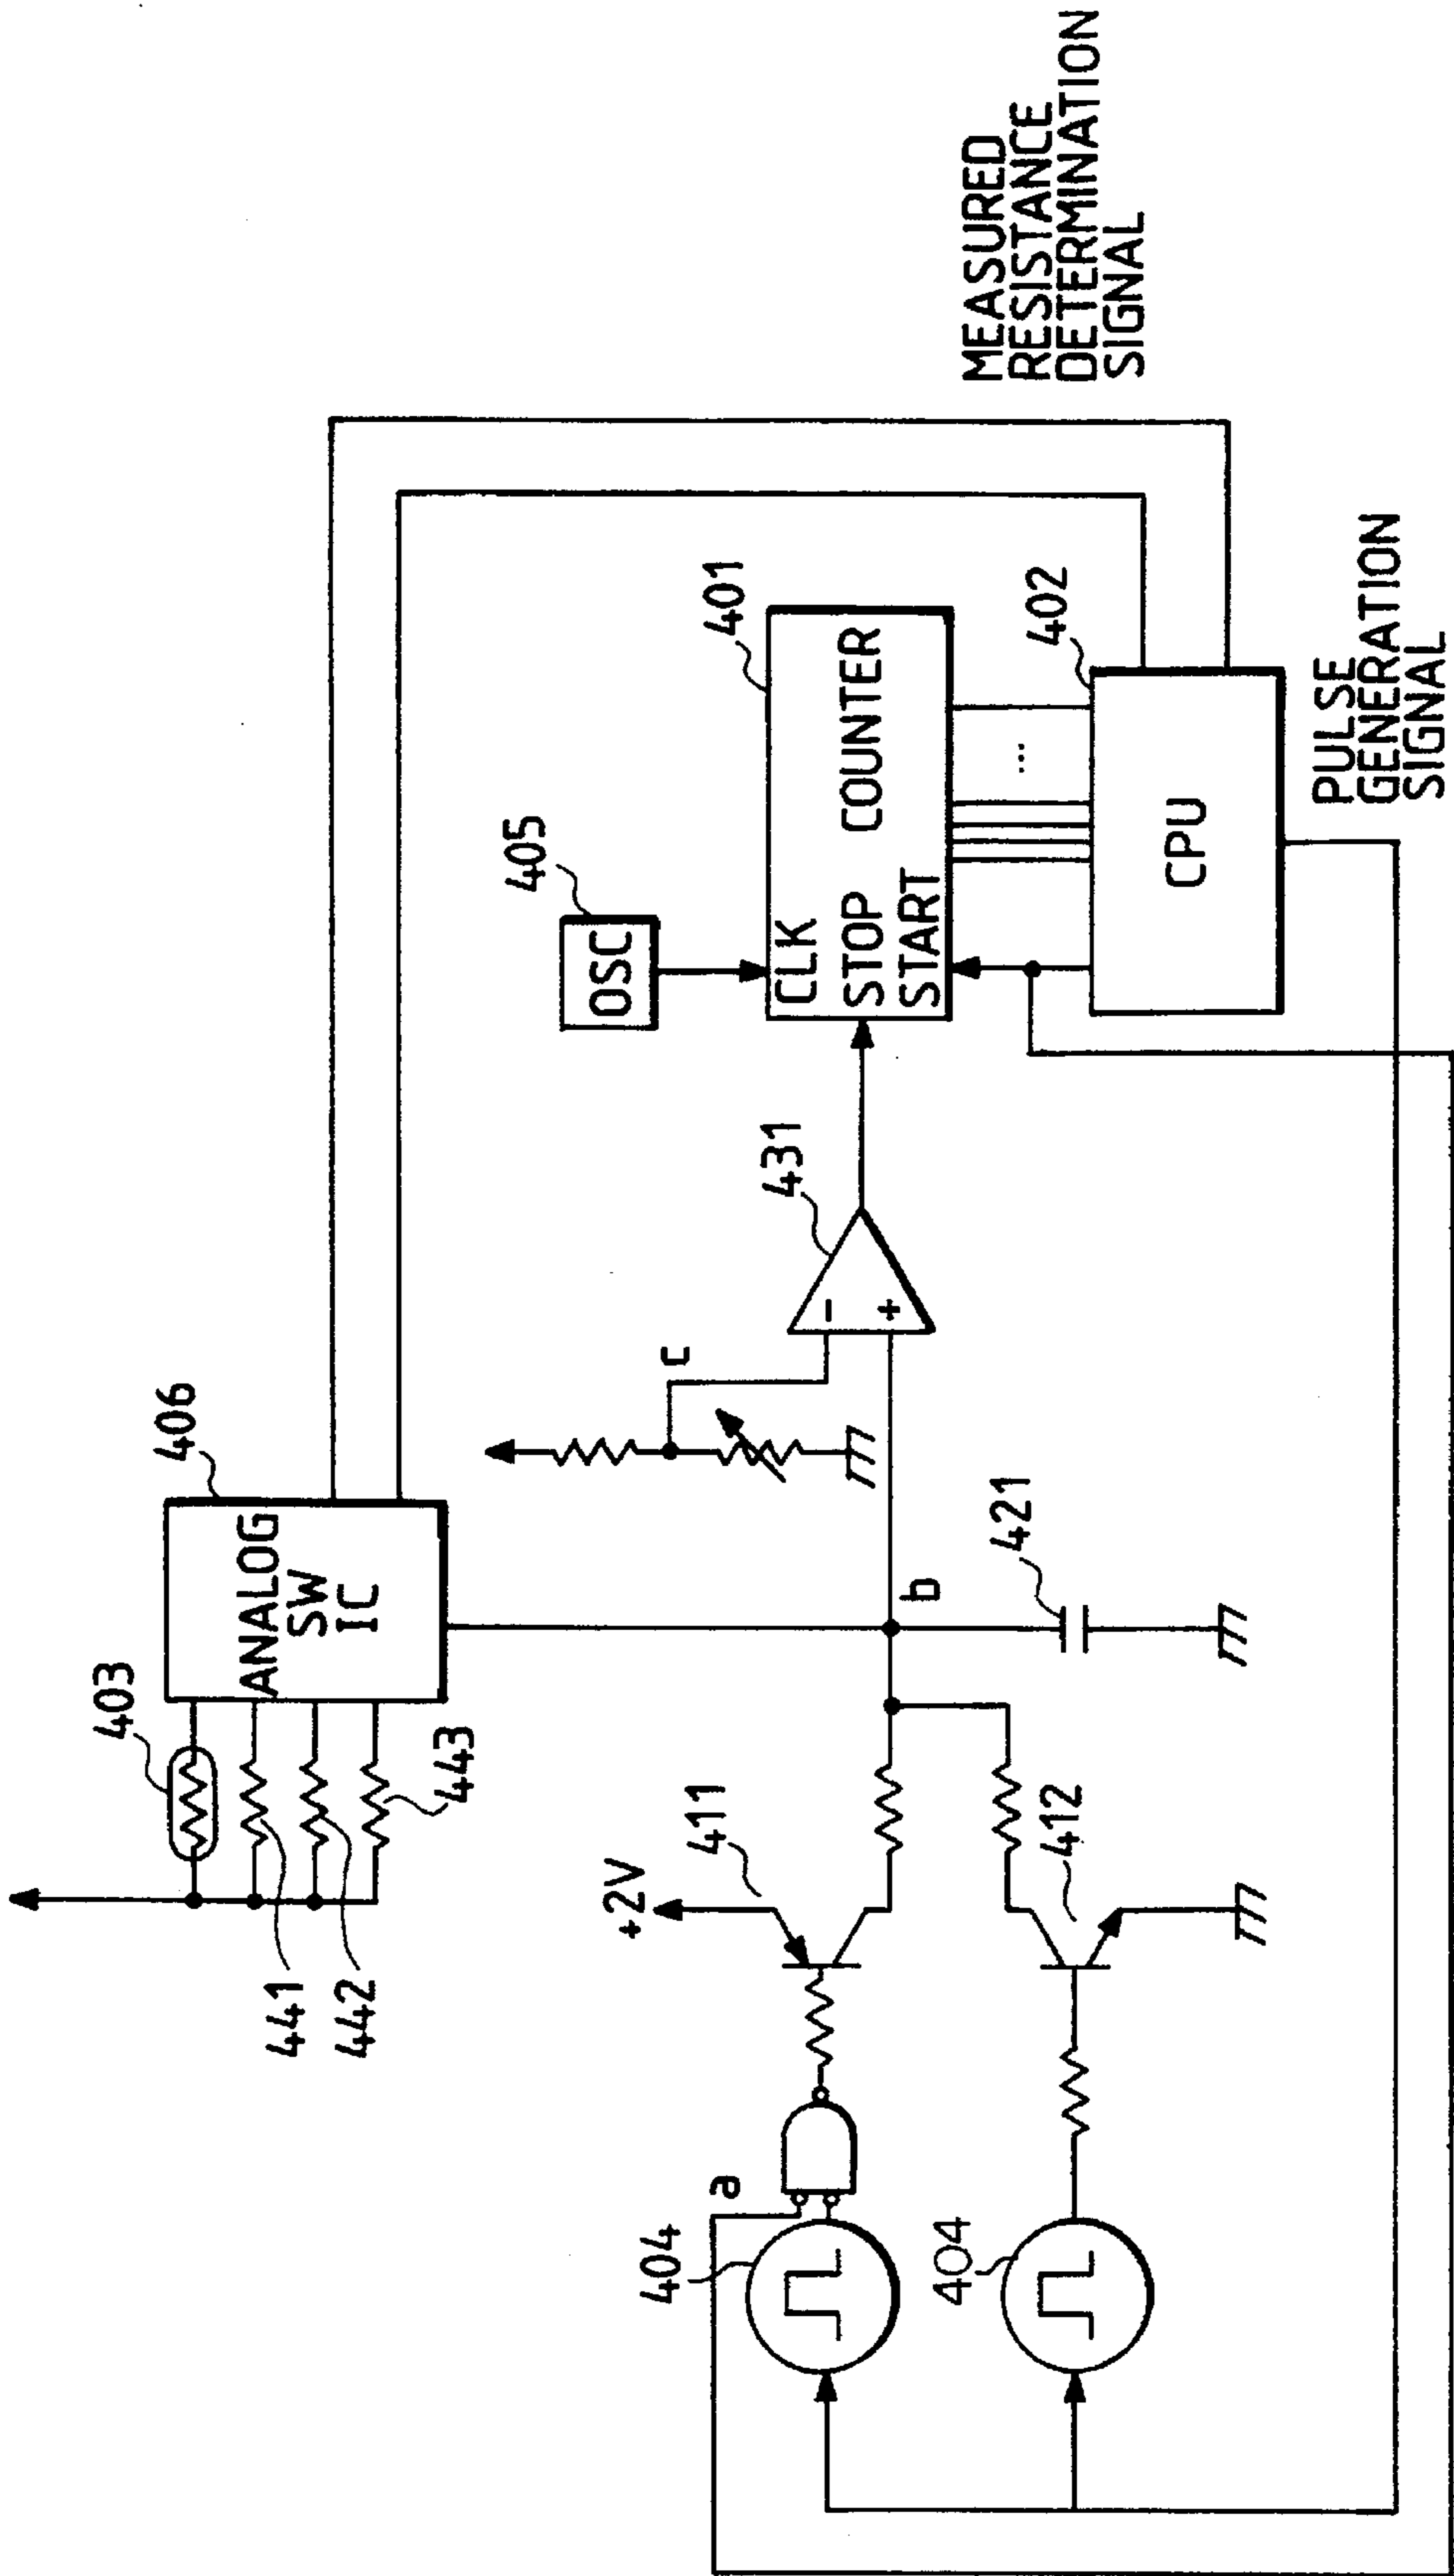 403
441
442
443
ANALOG
SW
IC
406
MEASURED
RESISTANCE
DETERMINATION
SIGNAL
+2V
411
412
a
404
404
b
421
c
431
OSC
405
CLK
STOP
START
COUNTER
401
...
CPU
402
PULSE
GENERATION
SIGNAL
-
+